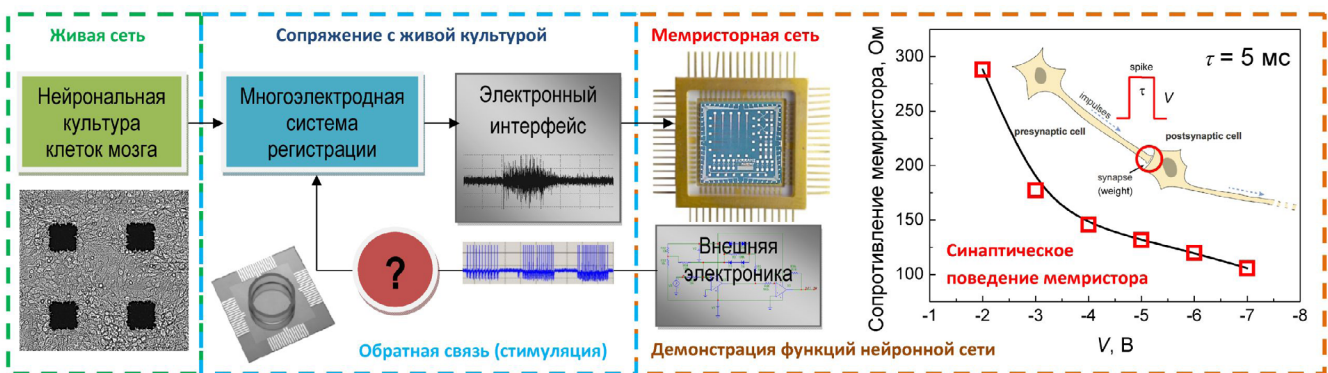 Живая сеть
Нейрональная
культура
клеток мозга
Сопряжение с живой культурой
Многоэлектродная
система
регистрации
Электронный
интерфейс
?
Обратная связь (стимуляция)
Мемристорная сеть
Внешняя
электроника
Демонстрация функций нейронной сети
Сопротивление мемристора, Ом
300
250
200
150
100
τ = 5 мс
spike
τ
V
impulses
presynaptic cell
postsynaptic cell
synapse
(weight)
Синаптическое
поведение мемристора
-1 -2 -3 -4 -5 -6 -7 -8
V, В